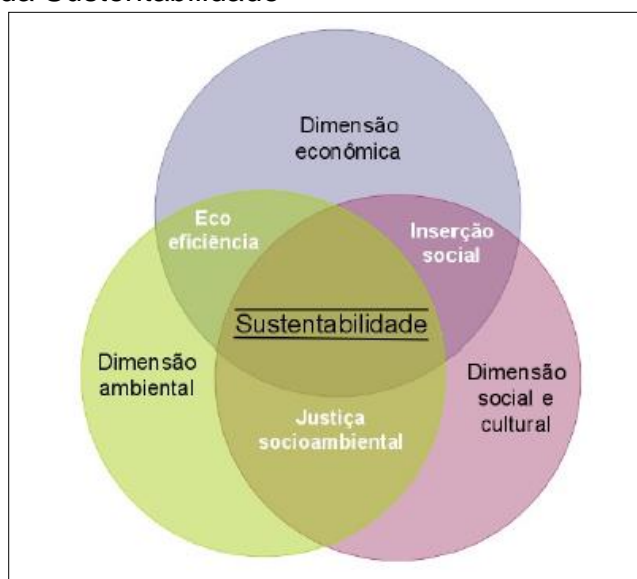 da Sustentabilidade
Dimensão
econômica
Eco
eficiência
Inserção
social
Sustentabilidade
Dimensão
ambiental
Dimensão
social e
cultural
Justiça
socioambiental